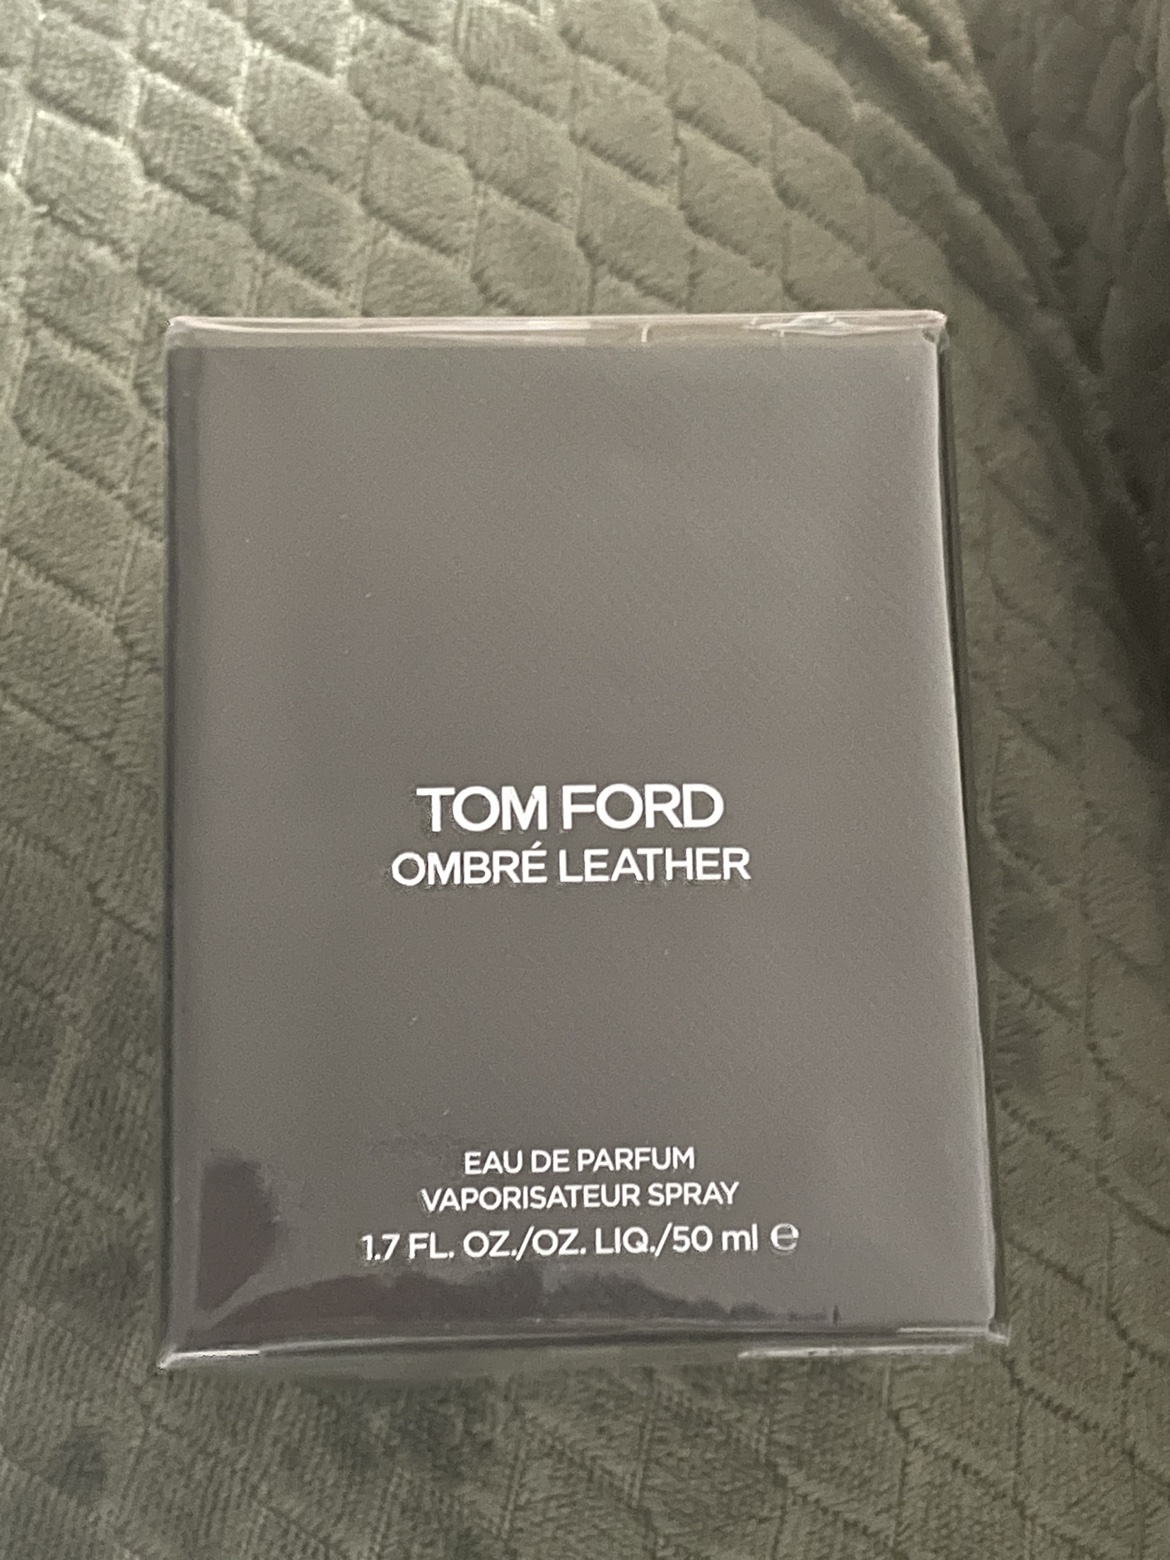 TOM FORD
OMBRÉ LEATHER
EAU DE PARFUM
VAPORISATEUR SPRAY
1.7 FL. OZ./OZ. LIQ./50 ml ℮